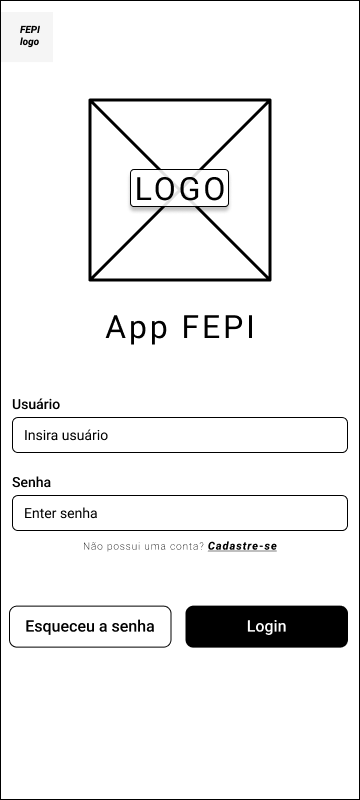 FEPI
logo
LOGO
App FEPI
Usuário
Insira usuário
Senha
Enter senha
Não possui uma conta? Cadastre-se
Esqueceu a senha
Login